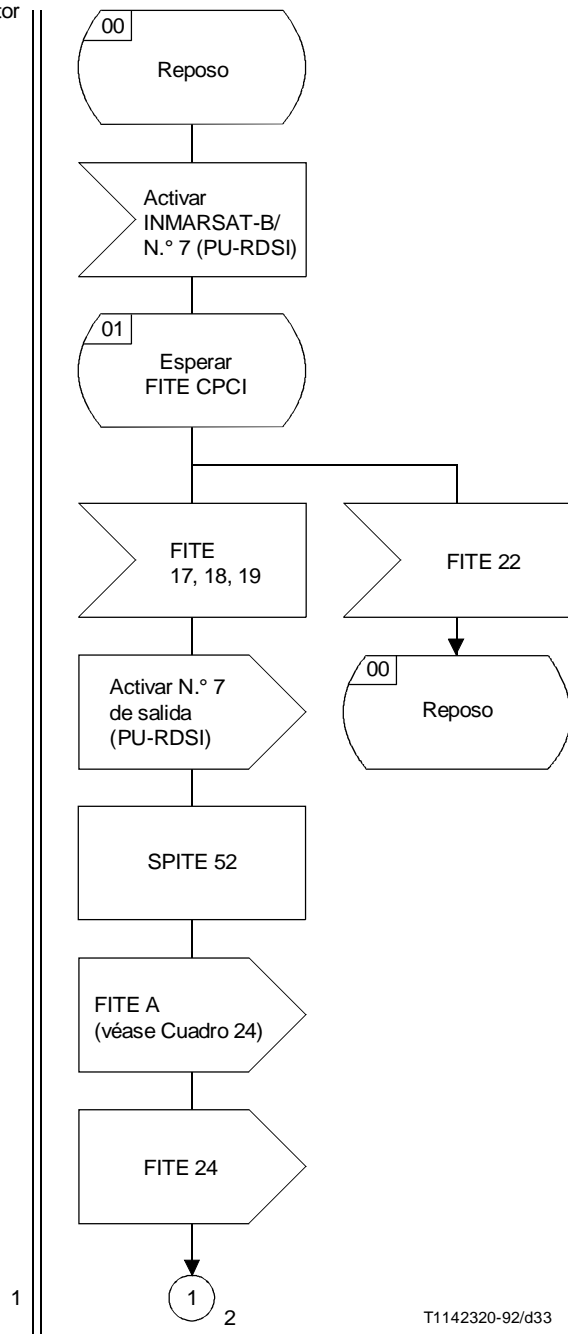 00
Reposo
Activar
INMARSAT-B/
N.° 7 (PU-RDSI)
01
Esperar
FITE CPCI
FITE
17, 18, 19
FITE 22
Activar N.° 7
de salida
(PU-RDSI)
00
Reposo
SPITE 52
FITE A
(véase Cuadro 24)
FITE 24
1
1
2
T1142320-92/d33